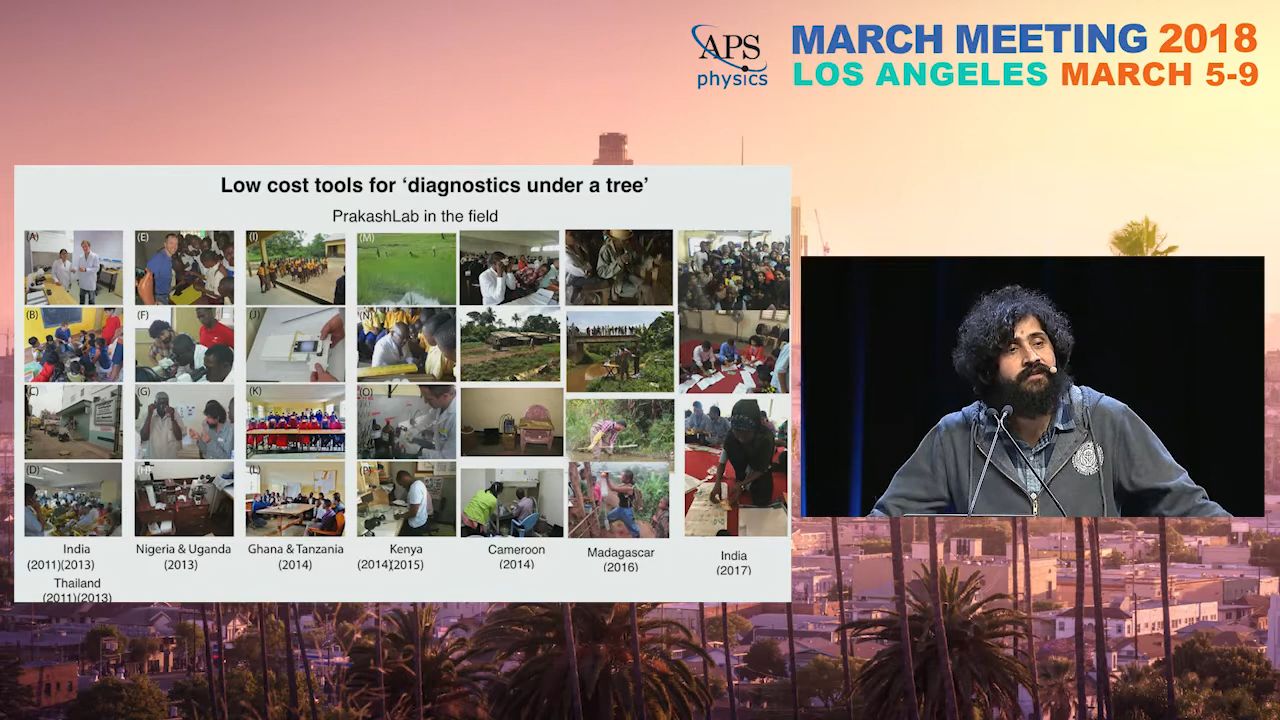 APS
physics
MARCH MEETING 2018
LOS ANGELES MARCH 5-9
Low cost tools for ‘diagnostics under a tree’
PrakashLab in the field
(A) (E) (I) (M)
(B) (F) (J) (N)
(C) (G) (K) (O)
(D) (H) (L) (P)
India Nigeria & Uganda Ghana & Tanzania Kenya Cameroon Madagascar India
(2011)(2013) (2013) (2014) (2014)(2015) (2014) (2016) (2017)
Thailand
(2011)(2013)